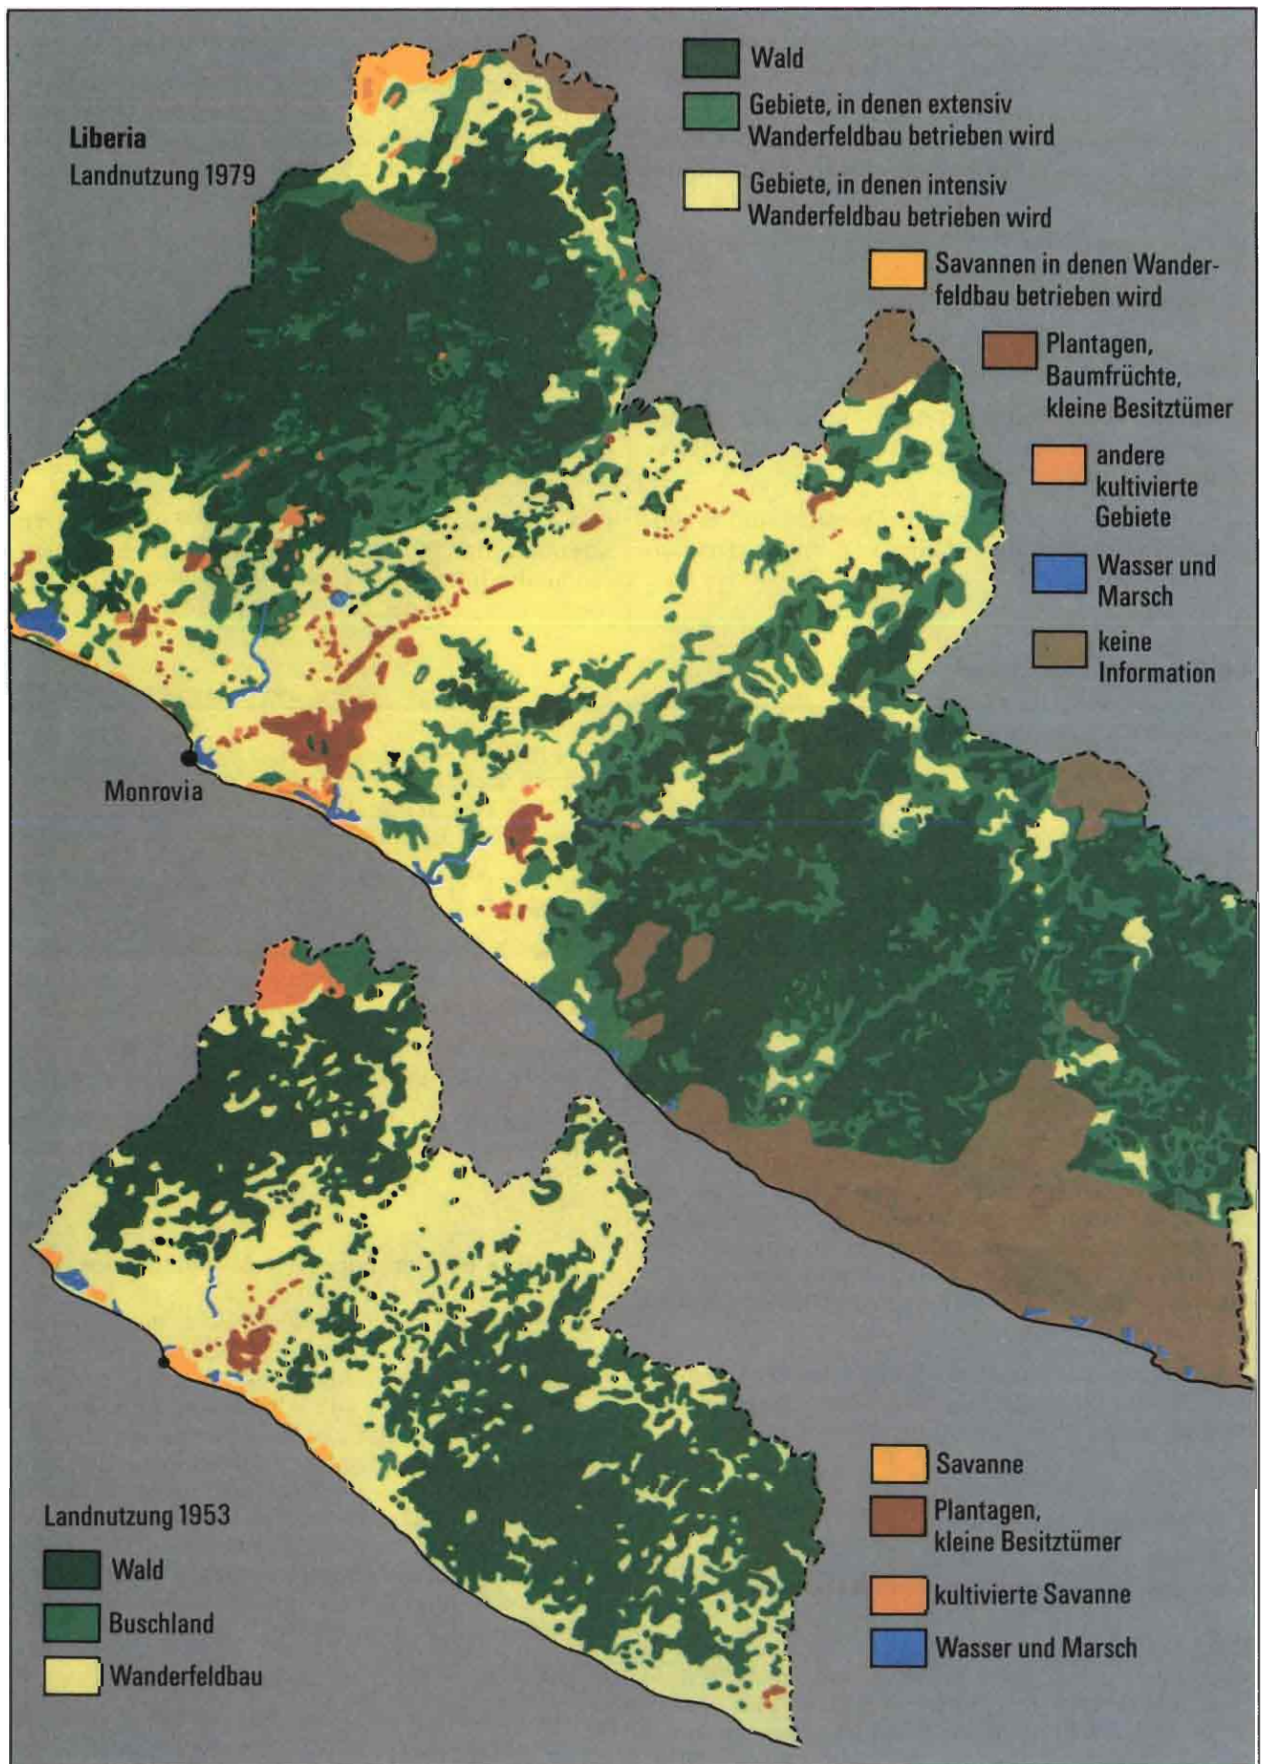 Liberia
Landnutzung 1979
Wald
Gebiete, in denen extensiv
Wanderfeldbau betrieben wird
Gebiete, in denen intensiv
Wanderfeldbau betrieben wird
Savannen in denen Wander-
feldbau betrieben wird
Plantagen,
Baumfrüchte,
kleine Besitztümer
andere
kultivierte
Gebiete
Wasser und
Marsch
keine
Information
Monrovia
Landnutzung 1953
Wald
Buschland
Wanderfeldbau
Savanne
Plantagen,
kleine Besitztümer
kultivierte Savanne
Wasser und Marsch